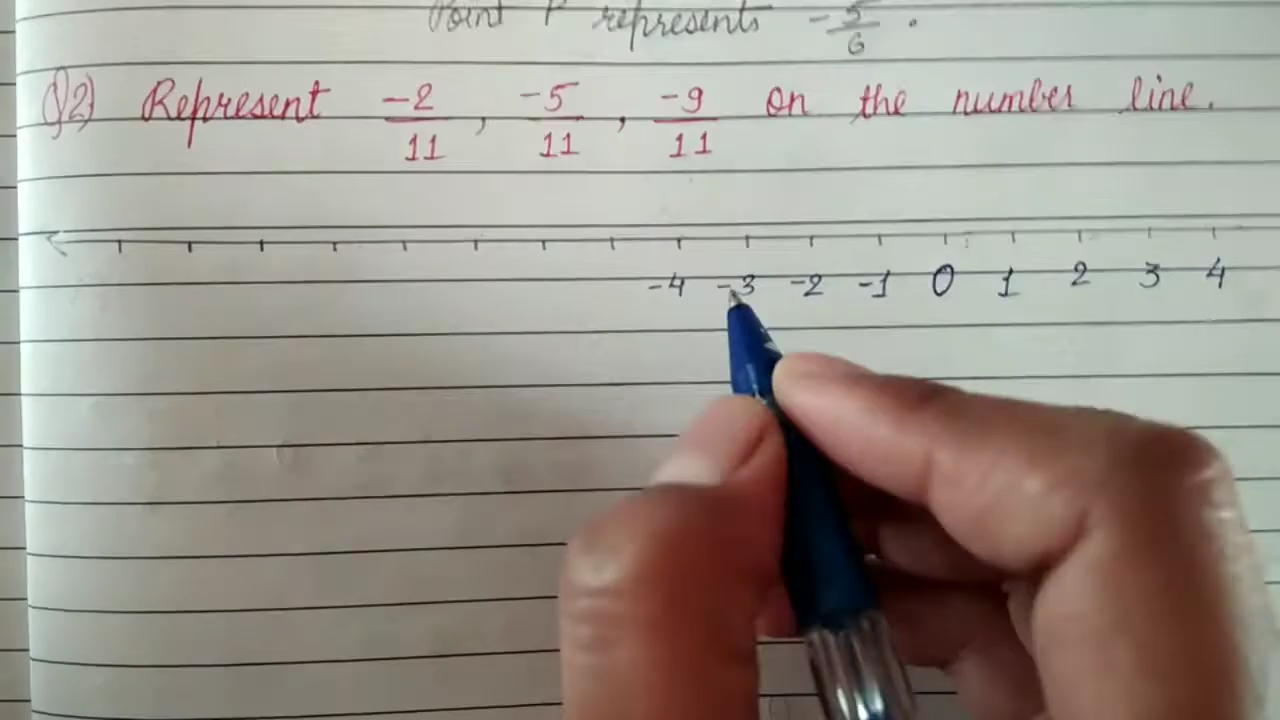 Point P represents -5/6 .
Q2) Represent -2/11 , -5/11 , -9/11 on the number line.
-4 -3 -2 -1 0 1 2 3 4